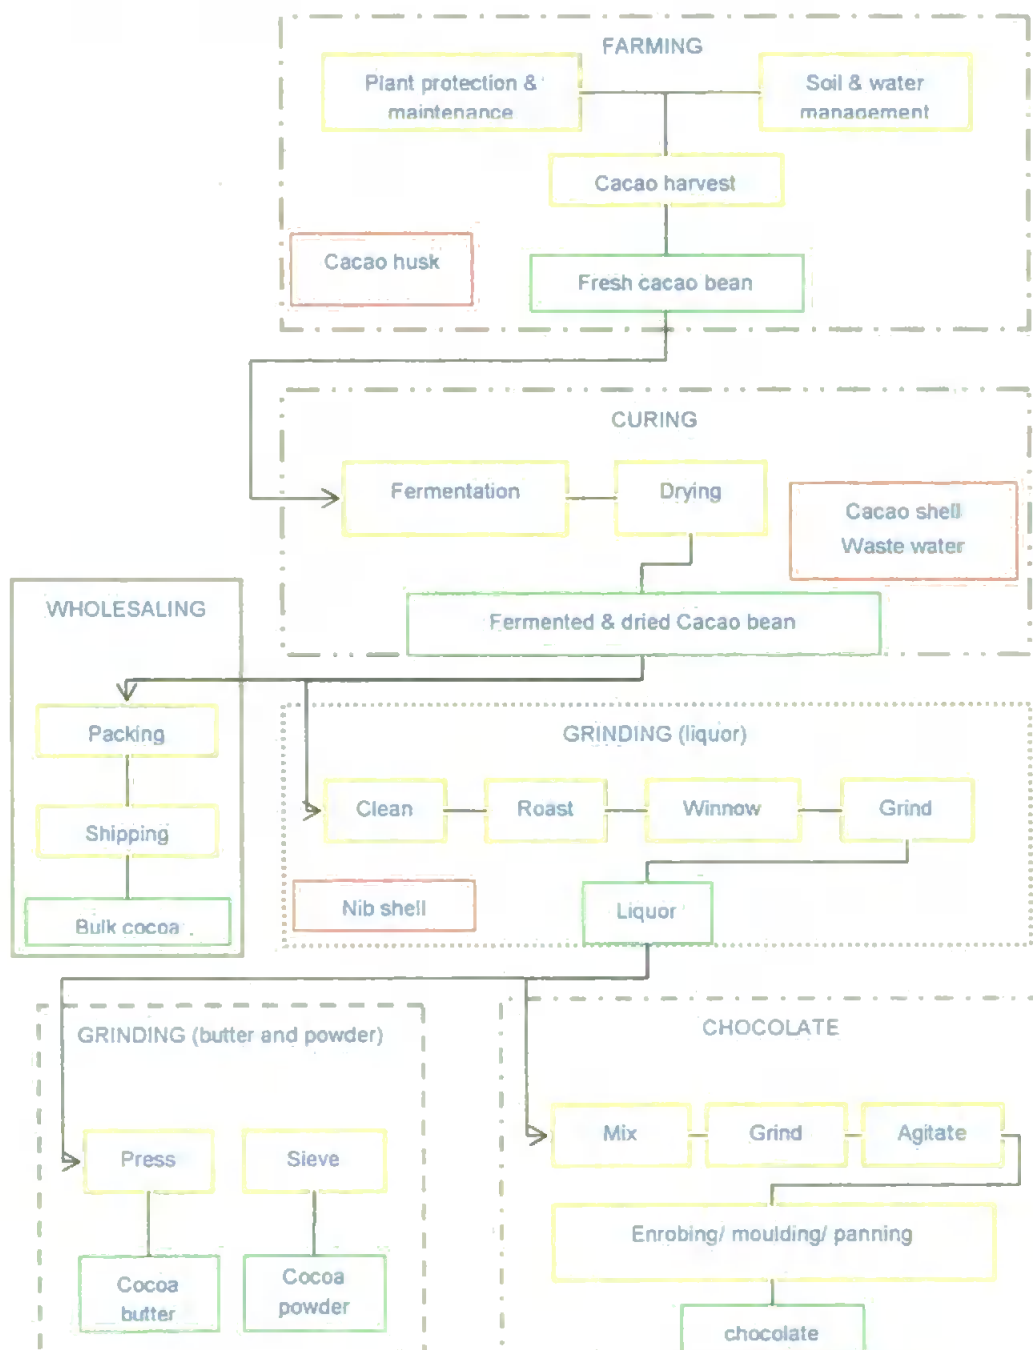 FARMING
Plant protection &
maintenance
Soil & water
management
Cacao harvest
Cacao husk
Fresh cacao bean
CURING
Fermentation
Drying
Cacao shell
Waste water
Fermented & dried Cacao bean
WHOLESALING
Packing
Shipping
Bulk cocoa
GRINDING (liquor)
Clean
Roast
Winnow
Grind
Nib shell
Liquor
GRINDING (butter and powder)
Press
Sieve
Cocoa
butter
Cocoa
powder
CHOCOLATE
Mix
Grind
Agitate
Enrobing/ moulding/ panning
chocolate